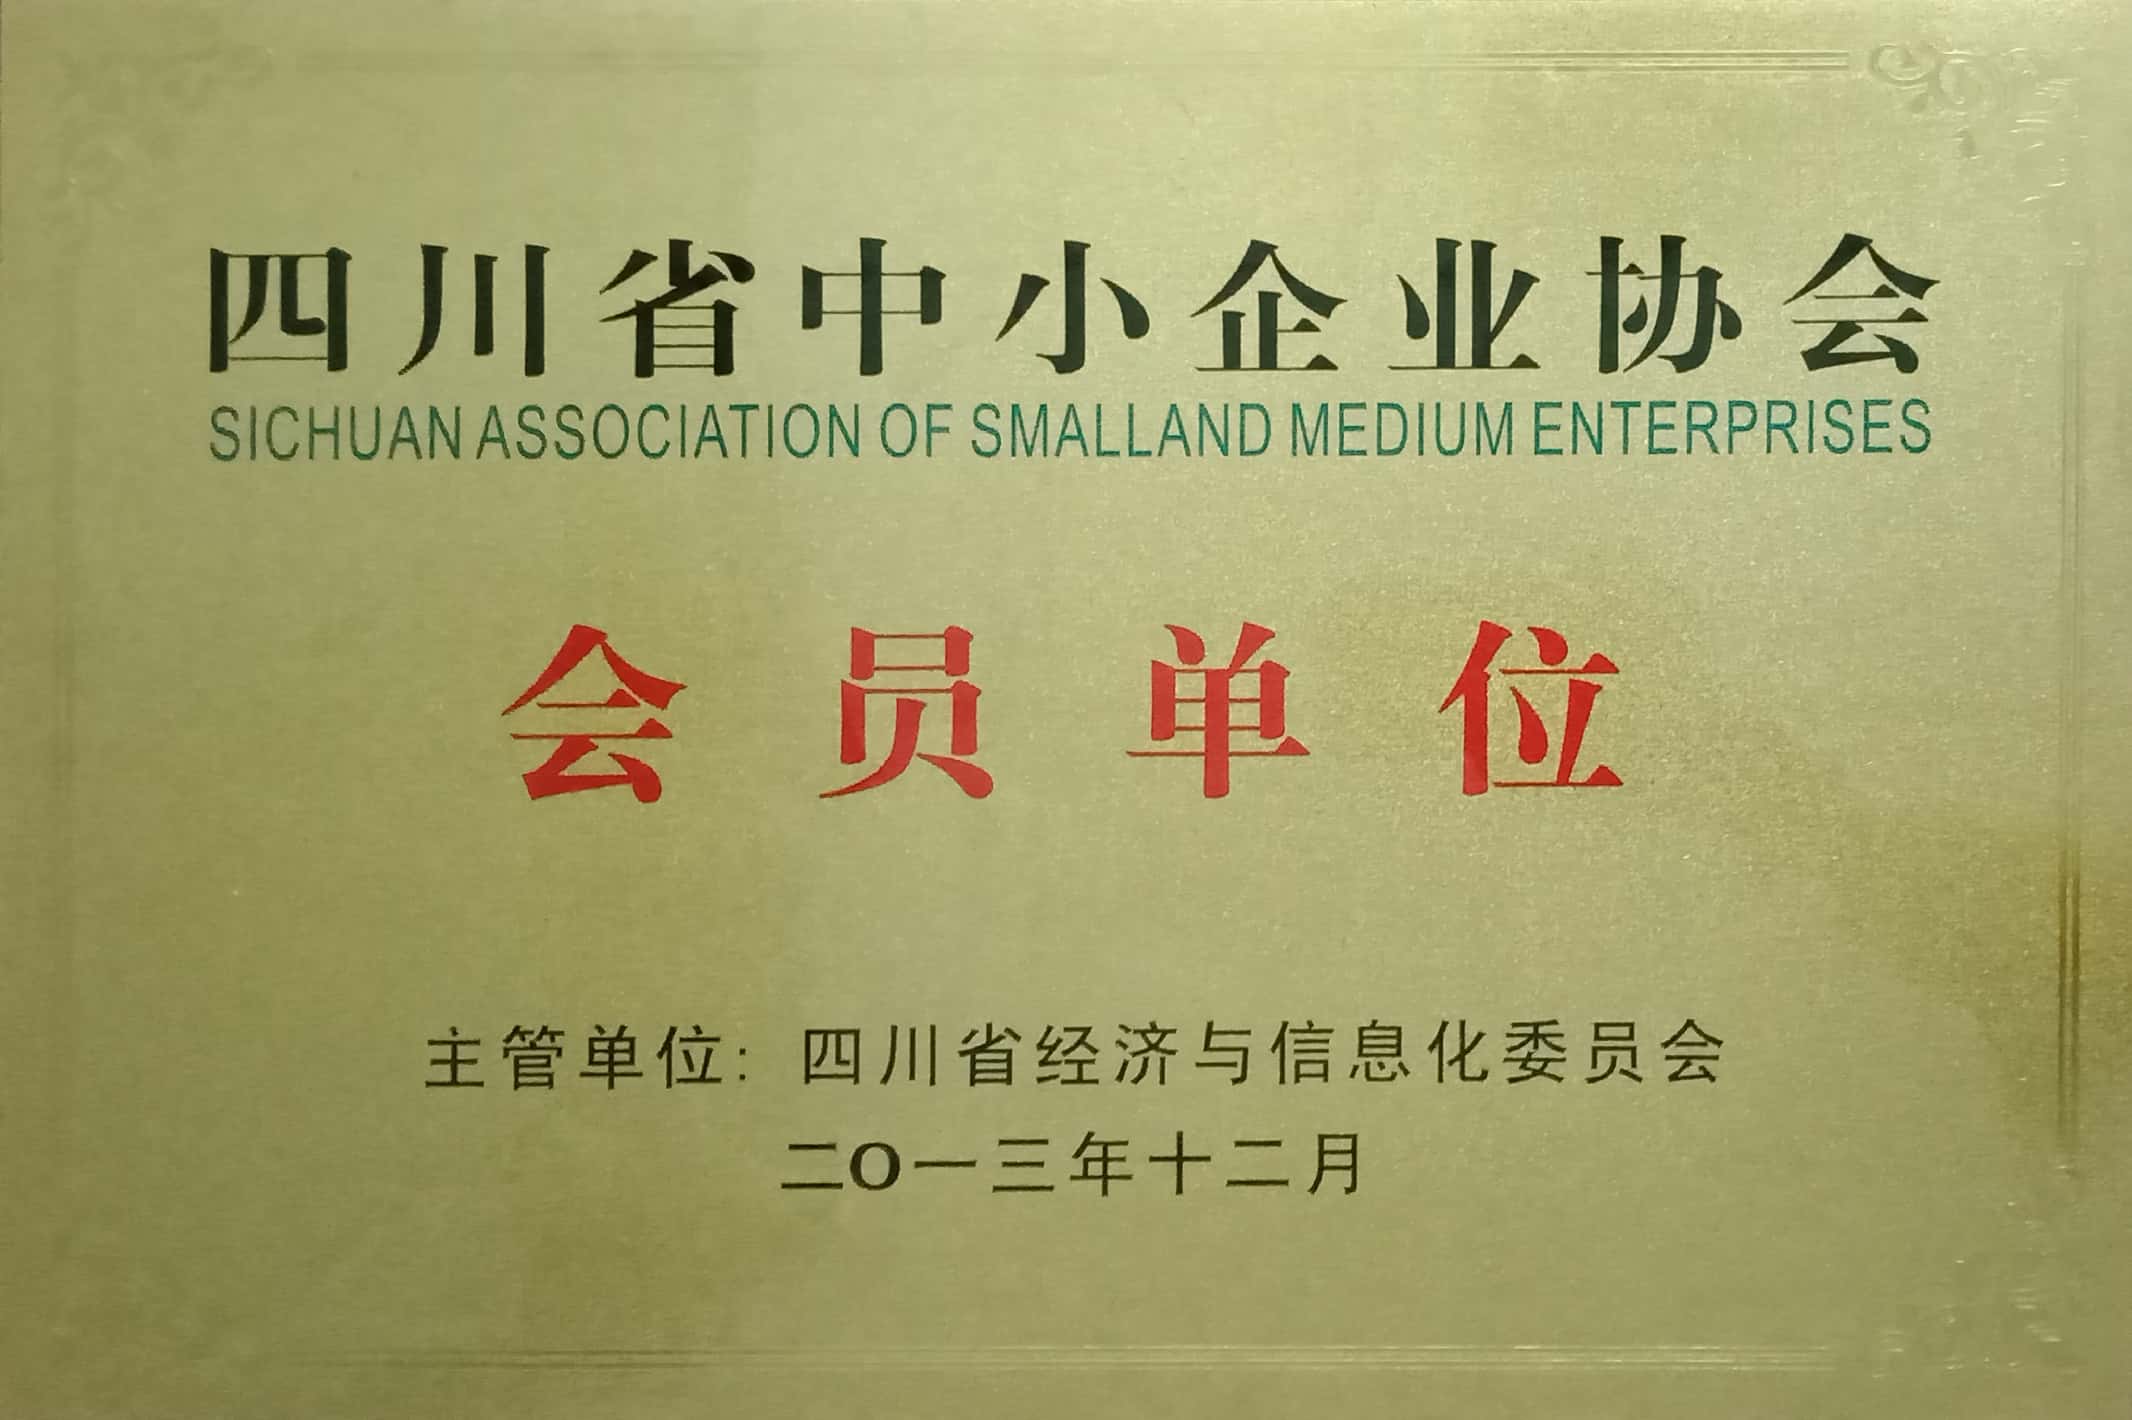 四川省中小企业协会
SICHUAN ASSOCIATION OF SMALLAND MEDIUM ENTERPRISES
会员单位
主管单位：四川省经济与信息化委员会
二O一三年十二月